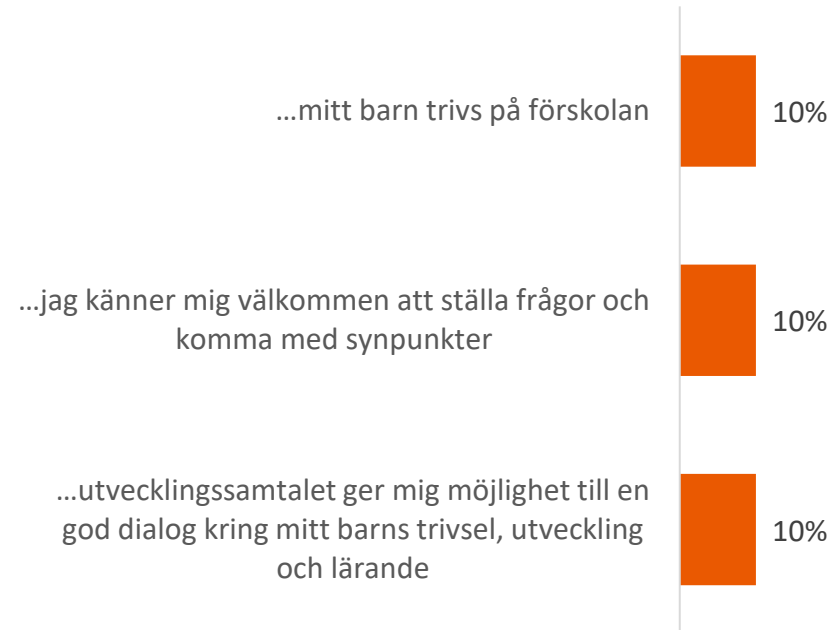 …mitt barn trivs på förskolan
10%
…jag känner mig välkommen att ställa frågor och
komma med synpunkter
10%
…utvecklingssamtalet ger mig möjlighet till en
god dialog kring mitt barns trivsel, utveckling
och lärande
10%